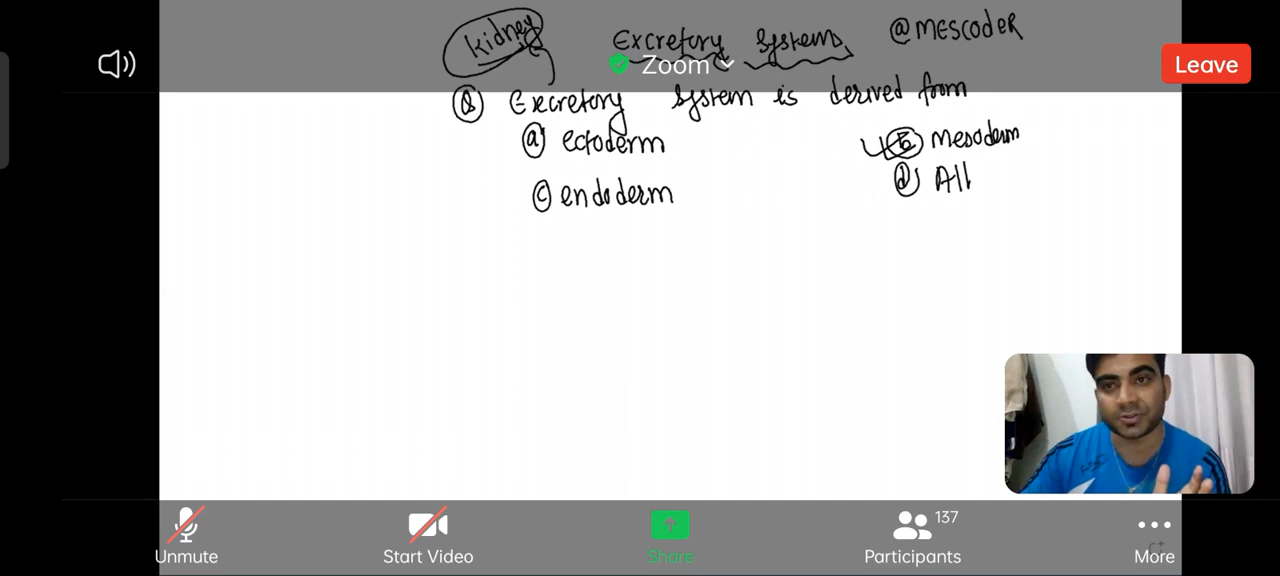 kidney
Excretory Systems @MESCODER
Zoom
Leave
Q Excretory System is derived from
a ectoderm b mesoderm
c endoderm d All
Unmute
Start Video
Share
Participants 137
More